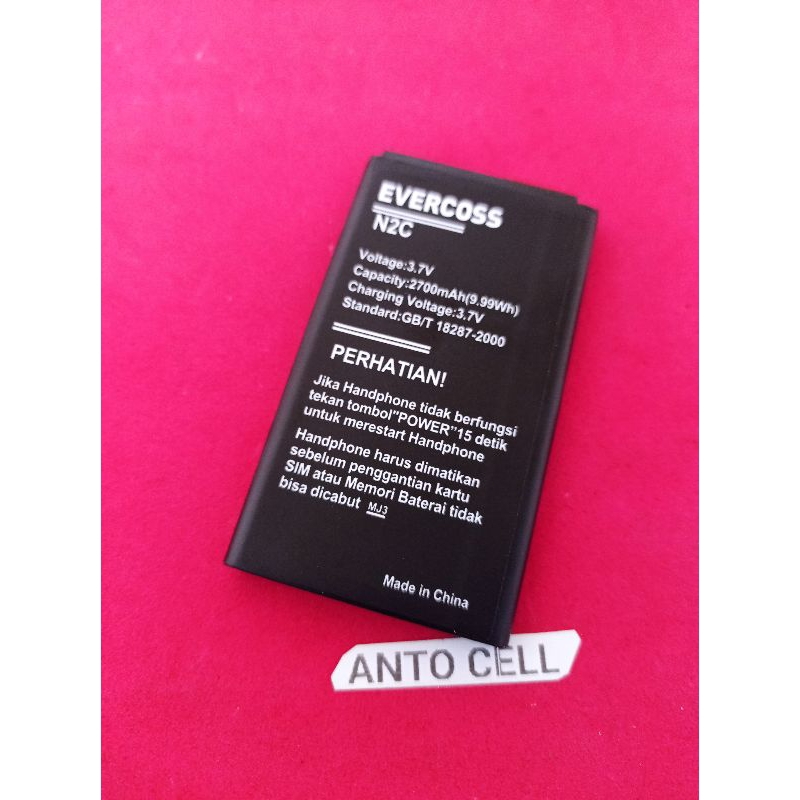 EVERCOSS
N2C
Voltage:3.7V
Capacity:2700mAh(9.99Wh)
Charging Voltage:3.7V
Standard:GB/T 18287-2000
PERHATIAN!
Jika Handphone tidak berfungsi
tekan tombol"POWER"15 detik
untuk merestart Handphone
Handphone harus dimatikan
sebelum penggantian kartu
SIM atau Memori Baterai tidak
bisa dicabut MJ3
Made in China
ANTO CELL